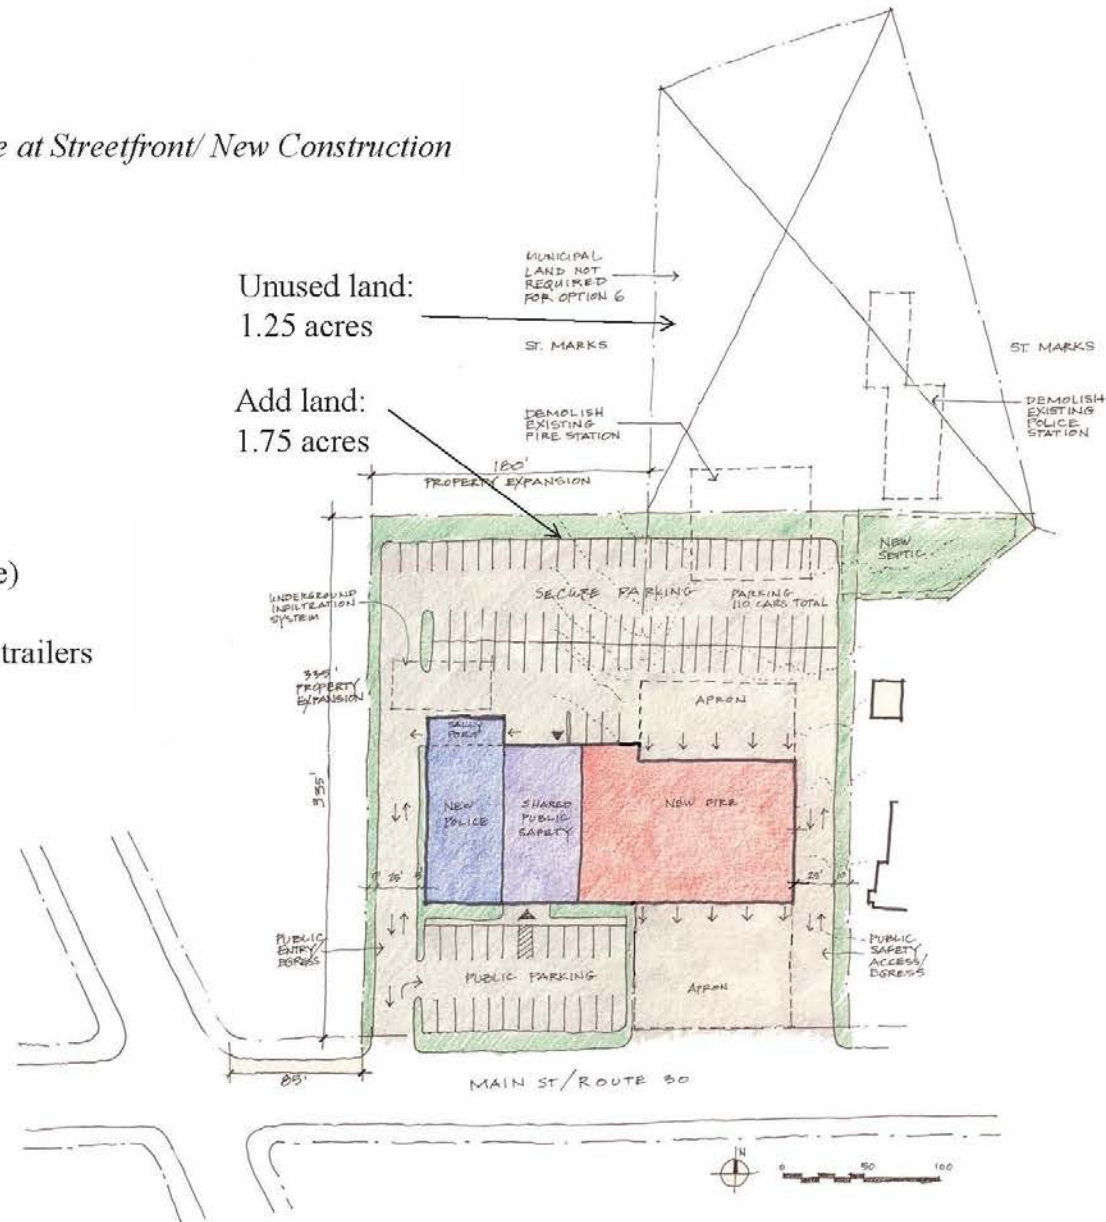 e at Streetfront/ New Construction
MUNICIPAL
LAND NOT
REQUIRED
FOR OPTION 6
Unused land:
1.25 acres
ST. MARKS
ST. MARKS
Add land:
1.75 acres
DEMOLISH
EXISTING
FIRE STATION
DEMOLISH
EXISTING
POLICE
STATION
180'
PROPERTY EXPANSION
NEW
SEPTIC
e)
trailers
UNDERGROUND
INFILTRATION
SYSTEM
SECURE PARKING
PARKING
110 CARS TOTAL
335'
PROPERTY
EXPANSION
APRON
SALLY
PORT
335'
NEW
POLICE
SHARED
PUBLIC
SAFETY
NEW FIRE
25'
25'
10'
PUBLIC
ENTRY/
EGRESS
PUBLIC PARKING
APRON
PUBLIC
SAFETY
ACCESS/
EGRESS
85'
MAIN ST/ROUTE 30
N
0 50 100